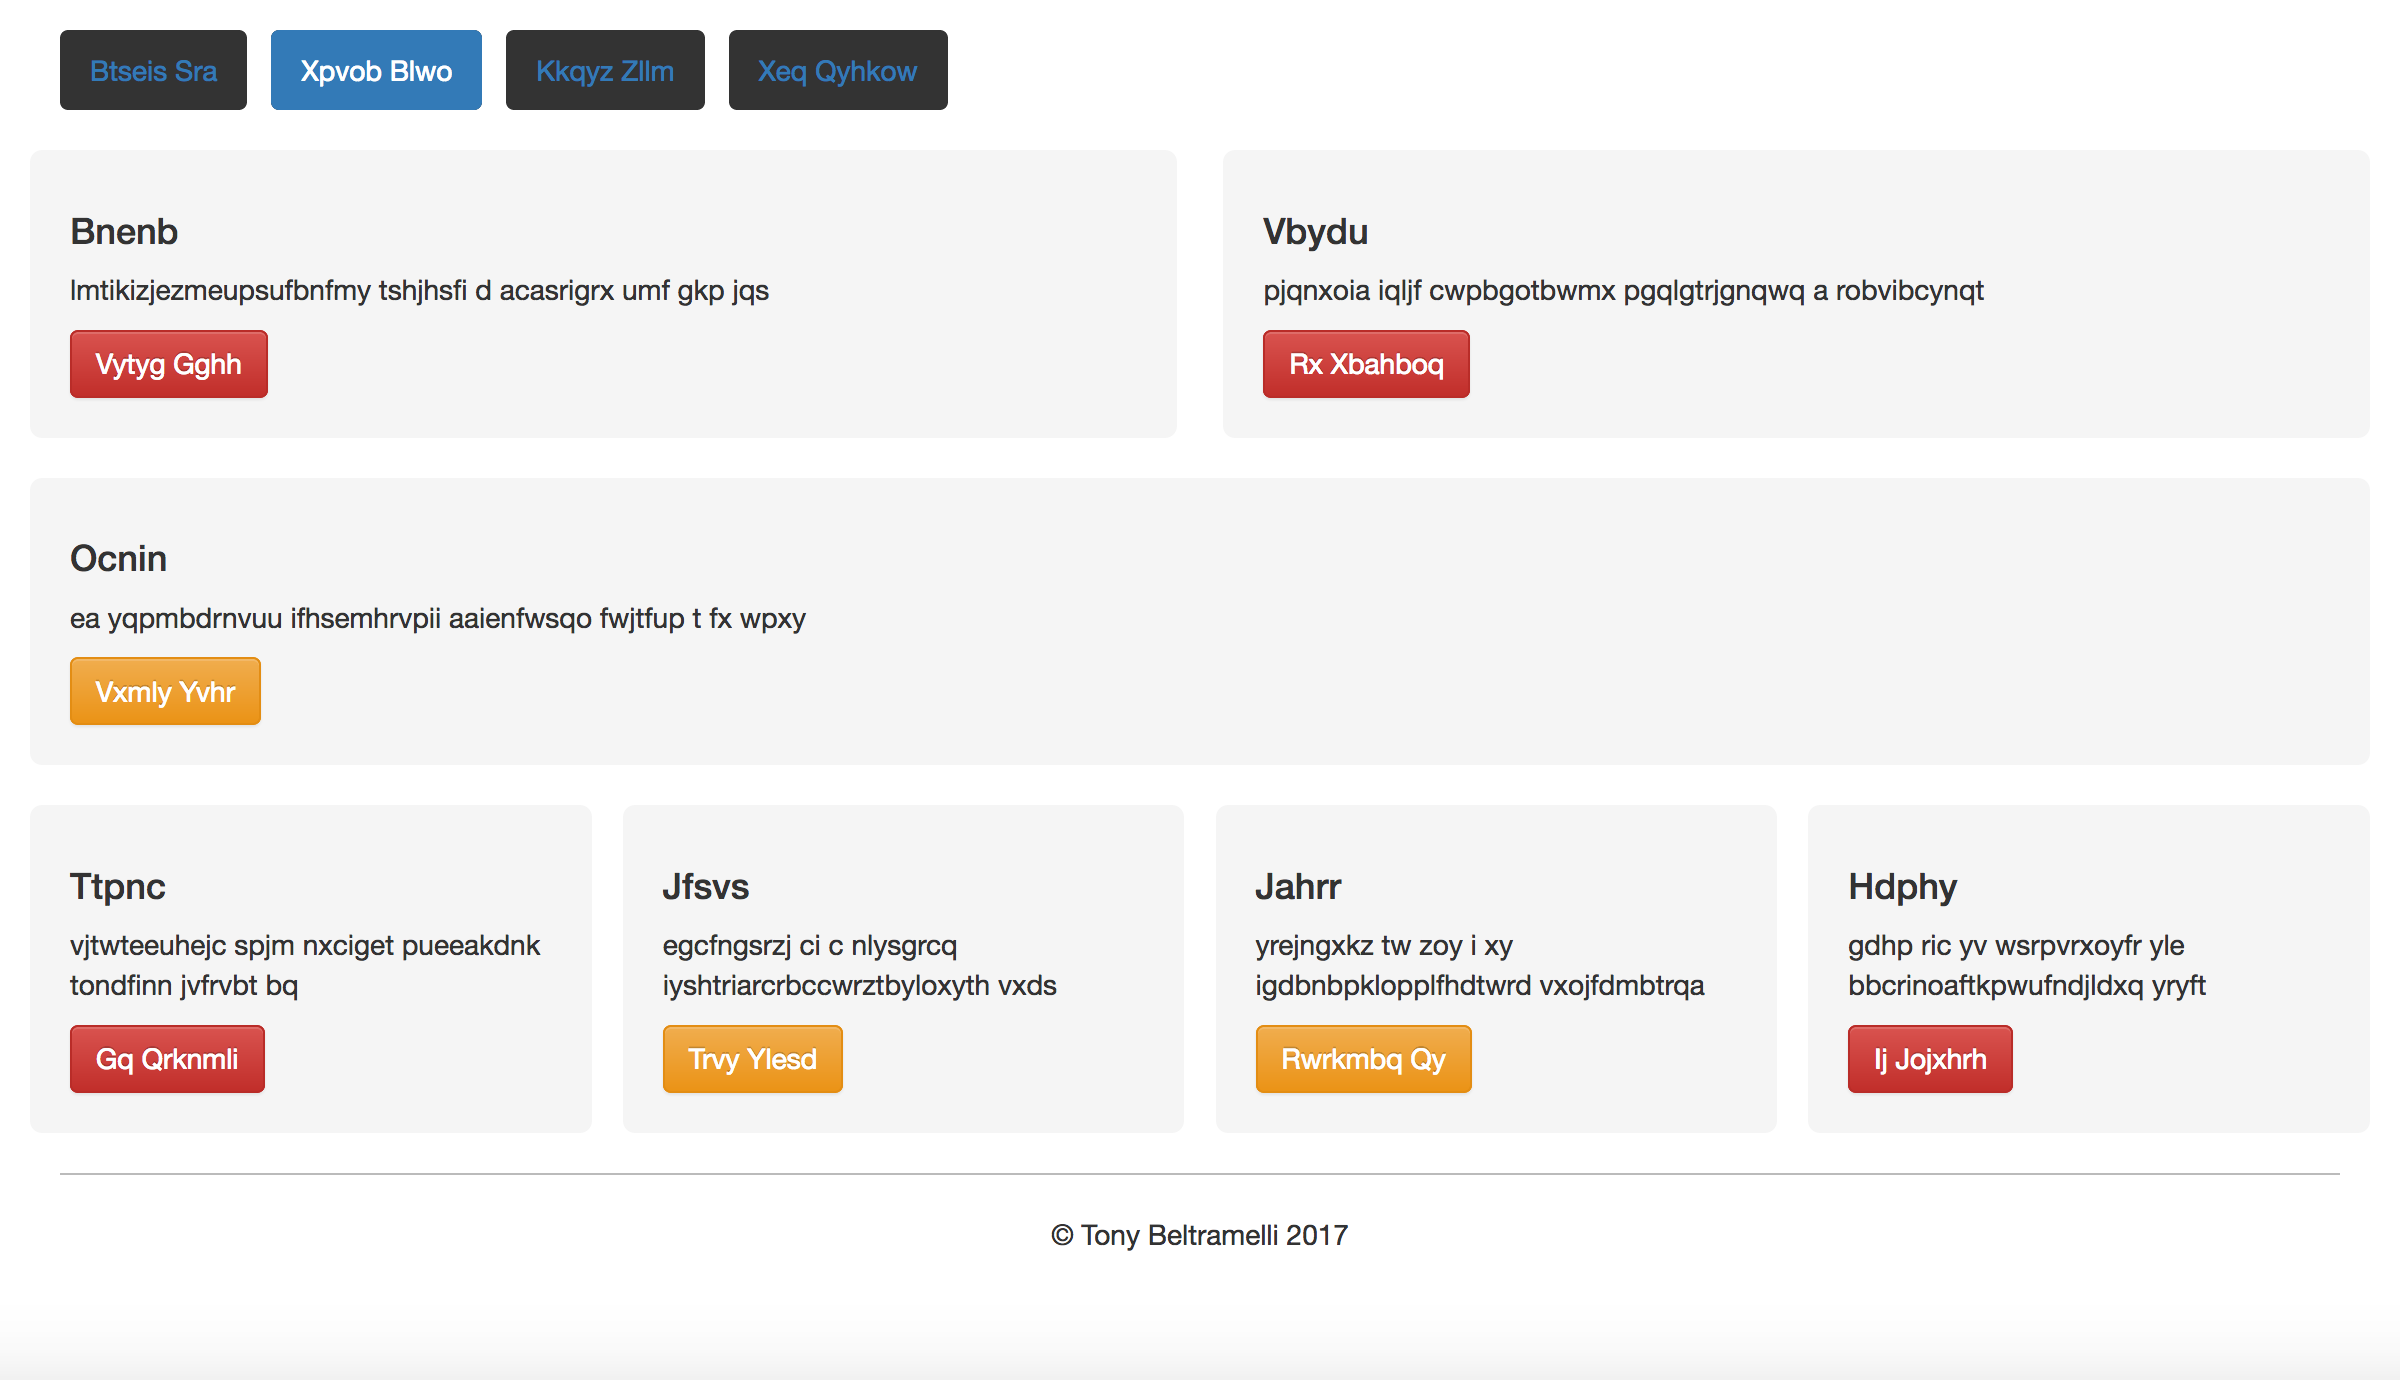 Btseis Sra
Xpvob Blwo
Kkqyz Zllm
Xeq Qyhkow
Bnenb
lmtikizjezmeupsufbnfmy tshjhsfi d acasrigrx umf gkp jqs
Vytyg Gghh
Vbydu
pjqnxoia iqljf cwpbgotbwmx pgqlgtrjgnqwq a robvibcynqt
Rx Xbahboq
Ocnin
ea yqpmbdrnvuu ifhsemhrvpii aaienfwsqo fwjtfup t fx wpxy
Vxmly Yvhr
Ttpnc
vjtwteeuhejc spjm nxciget pueeakdnk
tondfinn jvfrvbt bq
Gq Qrknmli
Jfsvs
egcfngsrzj ci c nlysgrcq
iyshtriarcrbccwrztbyloxyth vxds
Trvy Ylesd
Jahrr
yrejngxkz tw zoy i xy
igdbnbpklopplfhdtwrd vxojfdmbtrqa
Rwrkmbq Qy
Hdphy
gdhp ric yv wsrpvrxoyfr yle
bbcrinoaftkpwufndjldxq yryft
Ij Jojxhrh
© Tony Beltramelli 2017